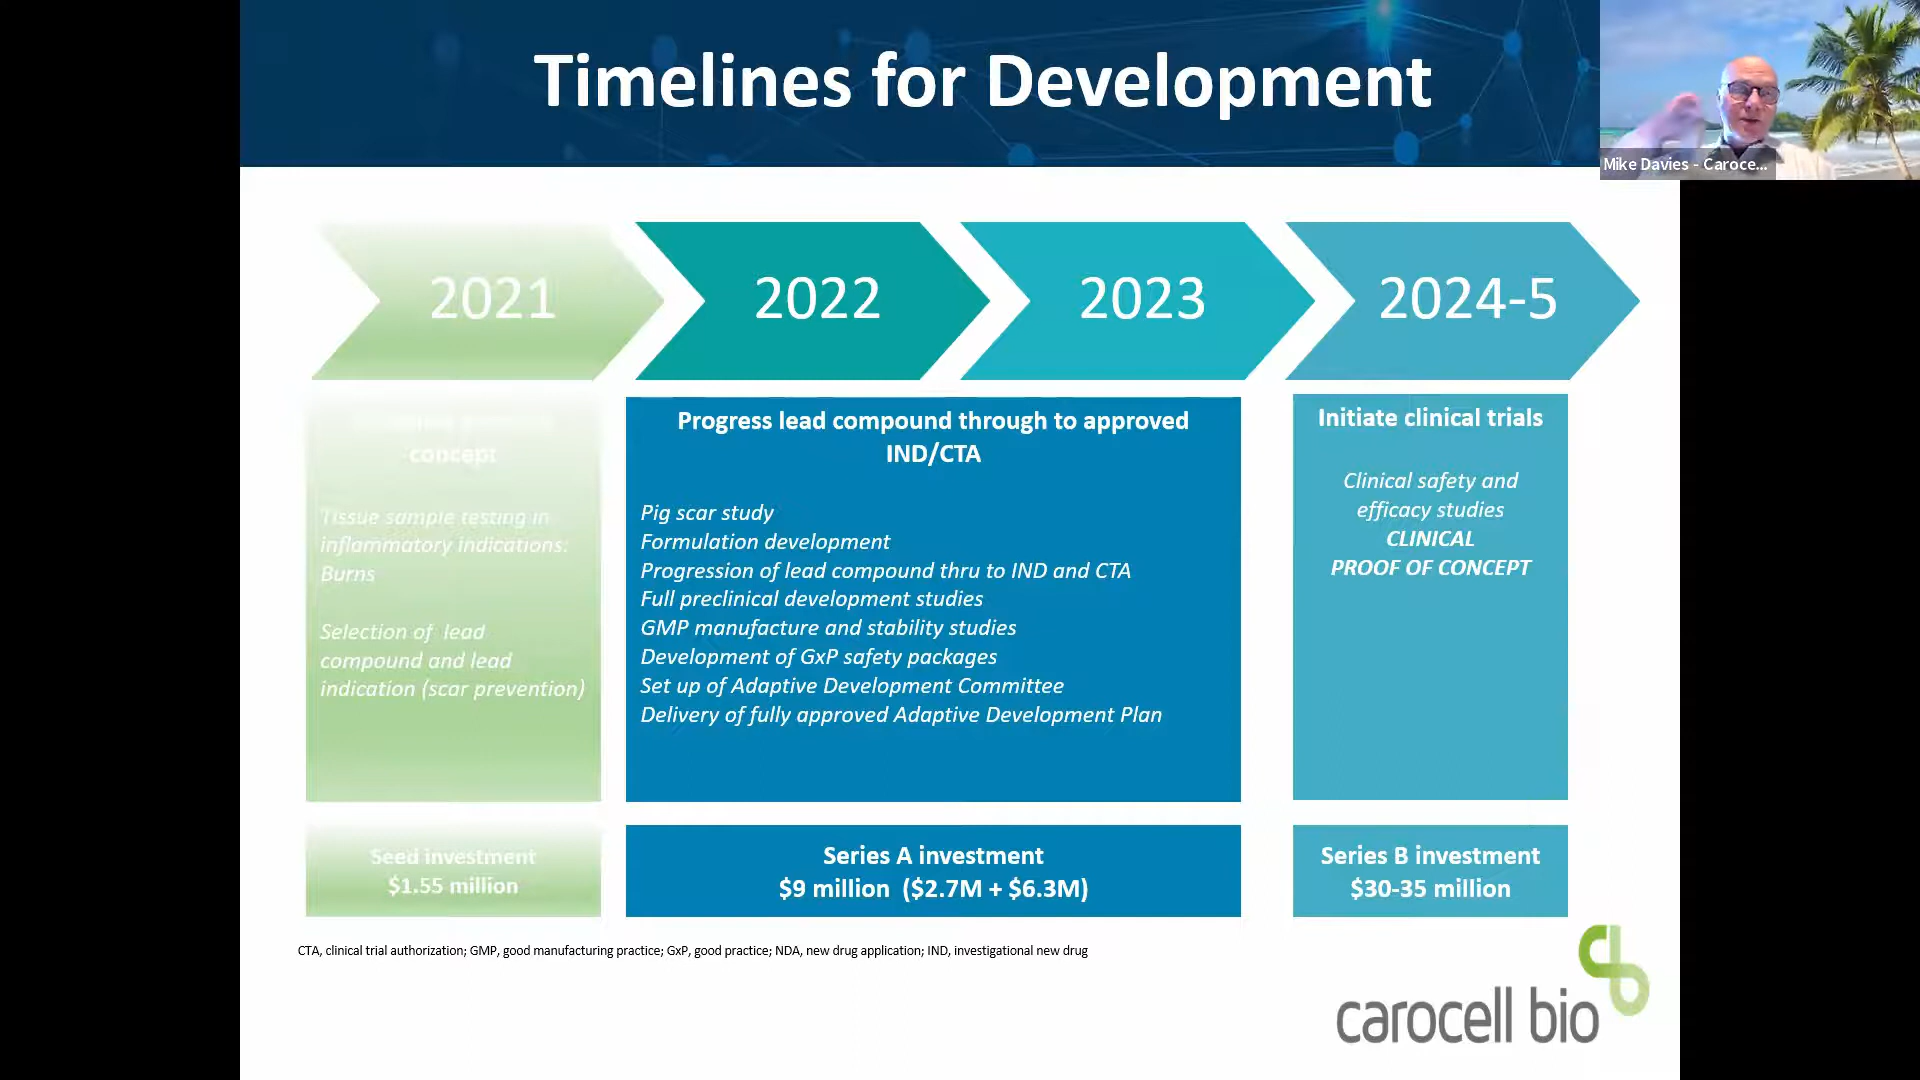 Timelines for Development
Mike Davies - Caroce...
2021
2022
2023
2024-5
concept
Tissue sample testing in
inflammatory indications:
Burns
Selection of lead
compound and lead
indication (scar prevention)
Seed investment
$1.55 million
Progress lead compound through to approved
IND/CTA
Pig scar study
Formulation development
Progression of lead compound thru to IND and CTA
Full preclinical development studies
GMP manufacture and stability studies
Development of GxP safety packages
Set up of Adaptive Development Committee
Delivery of fully approved Adaptive Development Plan
Series A investment
$9 million ($2.7M + $6.3M)
Initiate clinical trials
Clinical safety and
efficacy studies
CLINICAL
PROOF OF CONCEPT
Series B investment
$30-35 million
CTA, clinical trial authorization; GMP, good manufacturing practice; GxP, good practice; NDA, new drug application; IND, investigational new drug
carocell bio